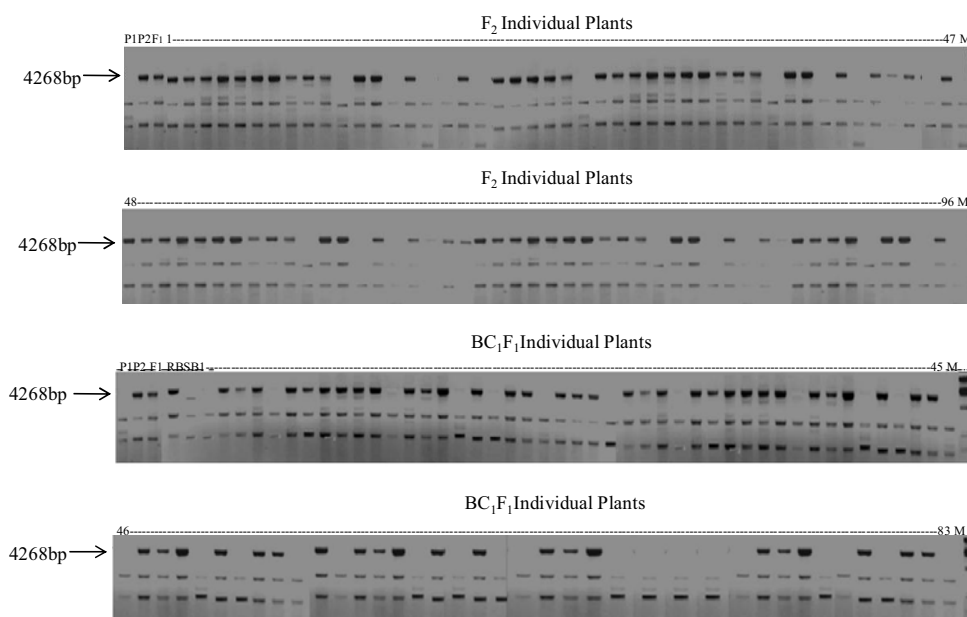 F₂ Individual Plants
P1P2F1 1------------------------------47 M
4268bp
F₂ Individual Plants
48------------------------------96 M
4268bp
BC₁F₁ Individual Plants
P1P2 F1 RBSB1------------------------------45 M
4268bp
BC₁F₁ Individual Plants
46------------------------------83 M
4268bp